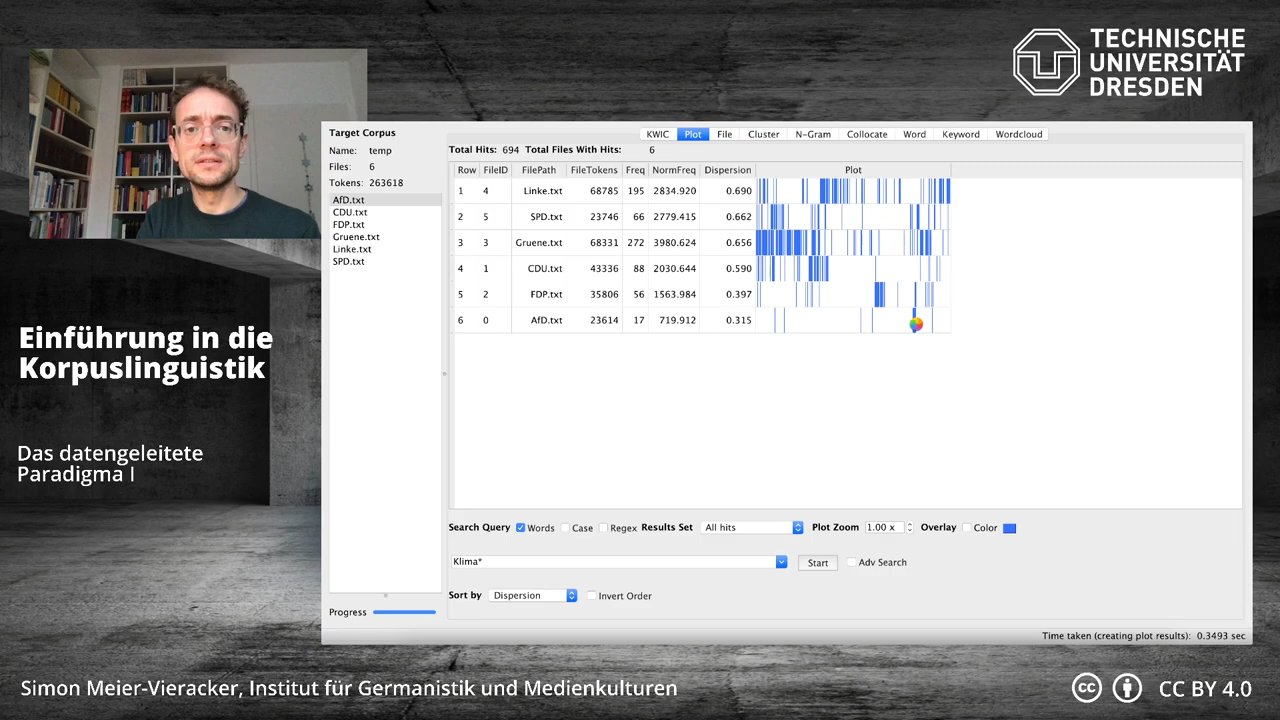 TECHNISCHE
UNIVERSITÄT
DRESDEN
Einführung in die
Korpuslinguistik
Das datengeleitete
Paradigma I
Target Corpus
Name: temp
Files: 6
Tokens: 263618
AfD.txt
CDU.txt
FDP.txt
Gruene.txt
Linke.txt
SPD.txt
Progress
KWIC Plot File Cluster N-Gram Collocate Word Keyword Wordcloud
Total Hits: 694 Total Files With Hits: 6
Row FileID FilePath FileTokens Freq NormFreq Dispersion Plot
1 4 Linke.txt 68785 195 2834.920 0.690
2 5 SPD.txt 23746 66 2779.415 0.662
3 3 Gruene.txt 68331 272 3980.624 0.656
4 1 CDU.txt 43336 88 2030.644 0.590
5 2 FDP.txt 35806 56 1563.984 0.397
6 0 AfD.txt 23614 17 719.912 0.315
Search Query Words Case Regex Results Set All hits Plot Zoom 1.00 x Overlay Color
Klima* Start Adv Search
Sort by Dispersion Invert Order
Time taken (creating plot results): 0.3493 sec
Simon Meier-Vieracker, Institut für Germanistik und Medienkulturen
cc CC BY 4.0